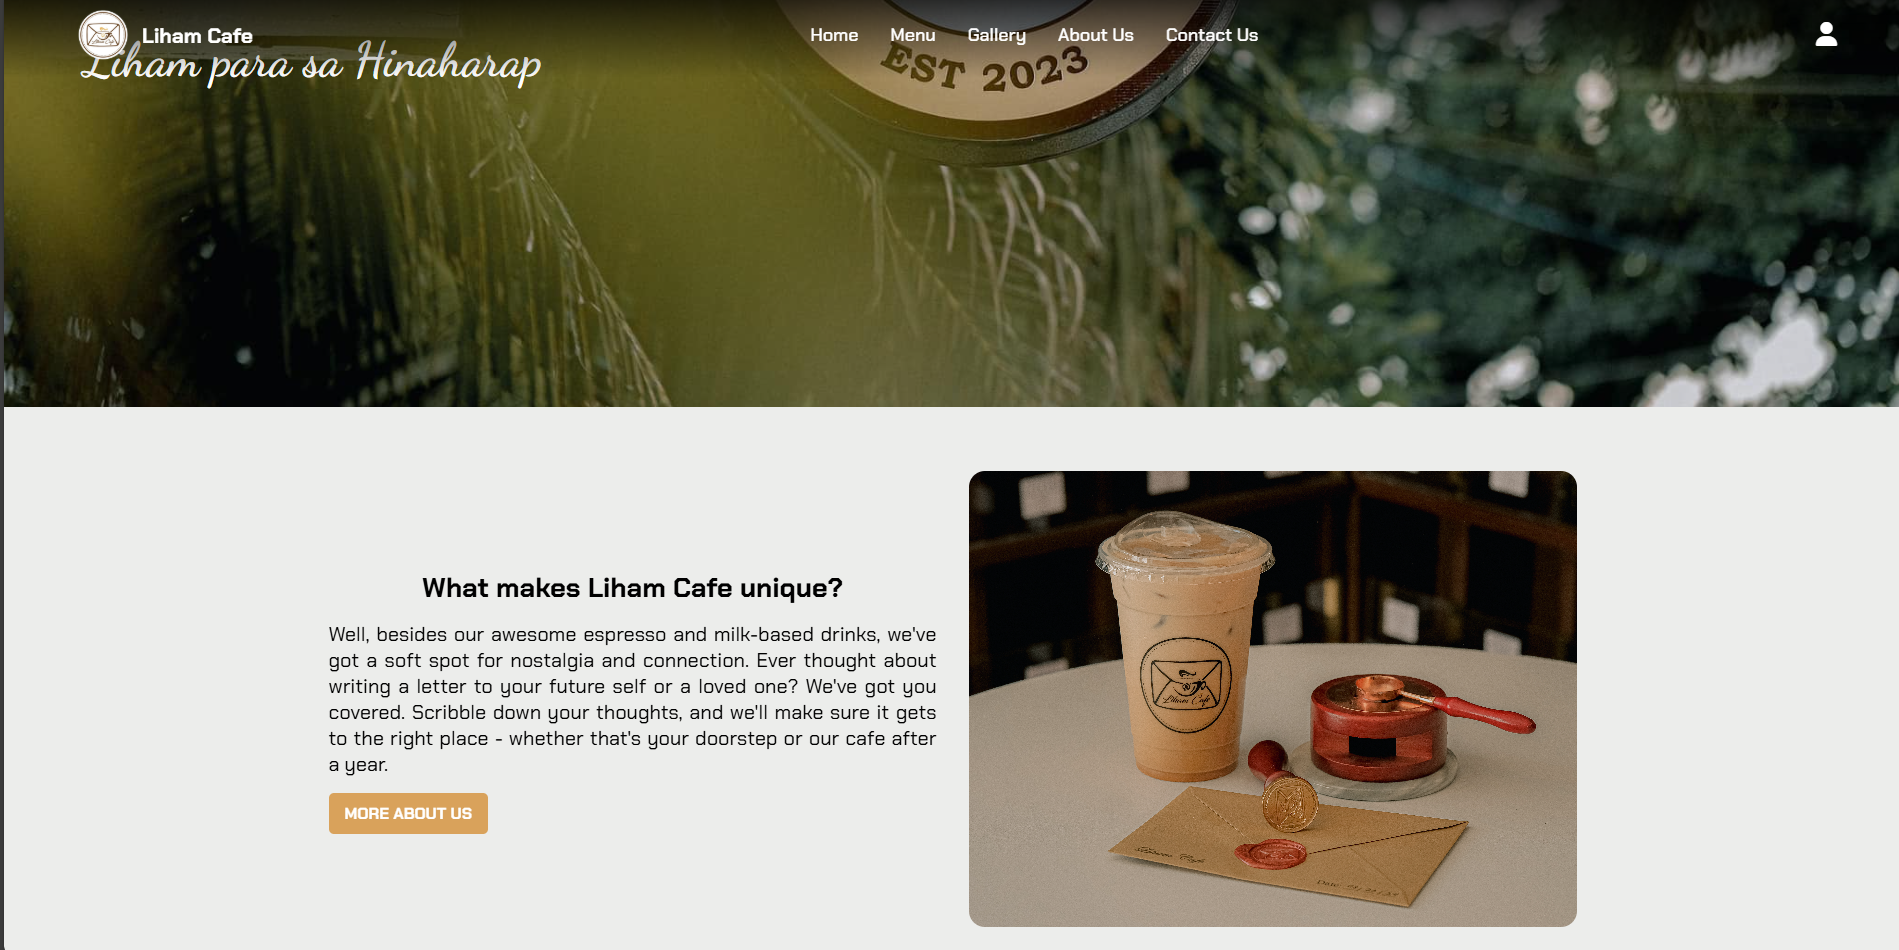 Liham Cafe
Home
Menu
Gallery
About Us
Contact Us
Liham para sa Hinaharap
EST 2023
What makes Liham Cafe unique?
Well, besides our awesome espresso and milk-based drinks, we've
got a soft spot for nostalgia and connection. Ever thought about
writing a letter to your future self or a loved one? We've got you
covered. Scribble down your thoughts, and we'll make sure it gets
to the right place - whether that's your doorstep or our cafe after
a year.
MORE ABOUT US
Liham Cafe
Liham Cafe
Date: